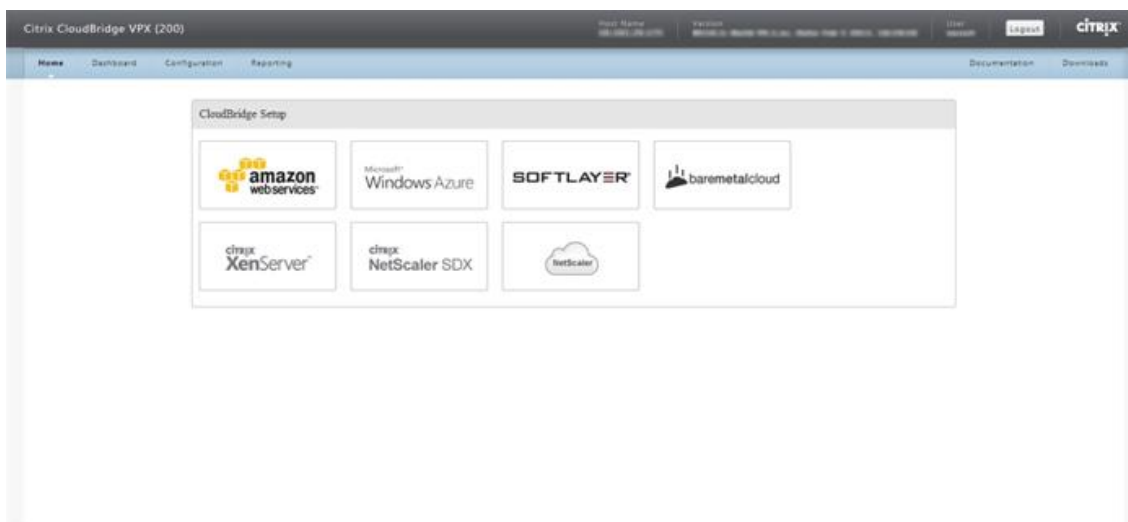 Citrix CloudBridge VPX (200)
Host Name
Version
User
Logout
CITRIX
Home Dashboard Configuration Reporting Documentation Downloads
CloudBridge Setup
amazon
webservices™
Microsoft®
Windows Azure
SOFTLAYER®
baremetalcloud
CITRIX
XenServer®
CITRIX
NetScaler SDX
NetScaler